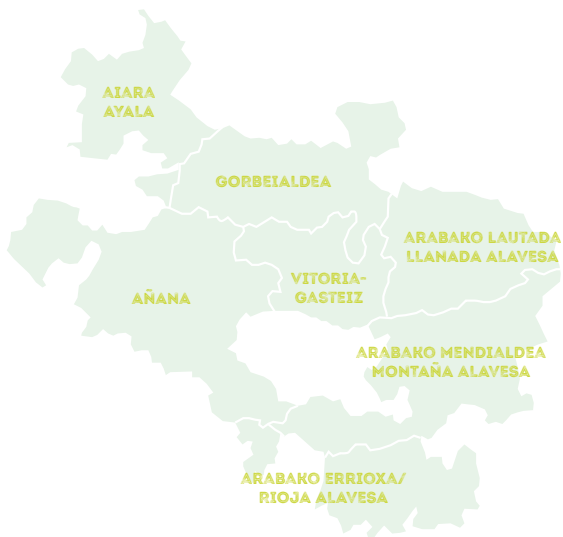 AIARA
AYALA
GORBEIALDEA
ARABAKO LAUTADA
LLANADA ALAVESA
VITORIA-
GASTEIZ
AÑANA
ARABAKO MENDIALDEA
MONTAÑA ALAVESA
ARABAKO ERRIOXA/
RIOJA ALAVESA